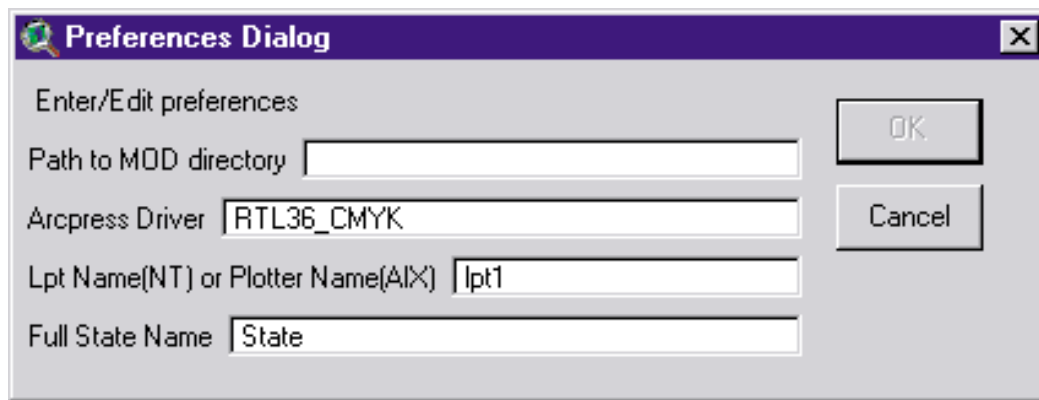 Preferences Dialog
Enter/Edit preferences
OK
Path to MOD directory
Arcpress Driver RTL36_CMYK
Cancel
Lpt Name(NT) or Plotter Name(AIX) lpt1
Full State Name State